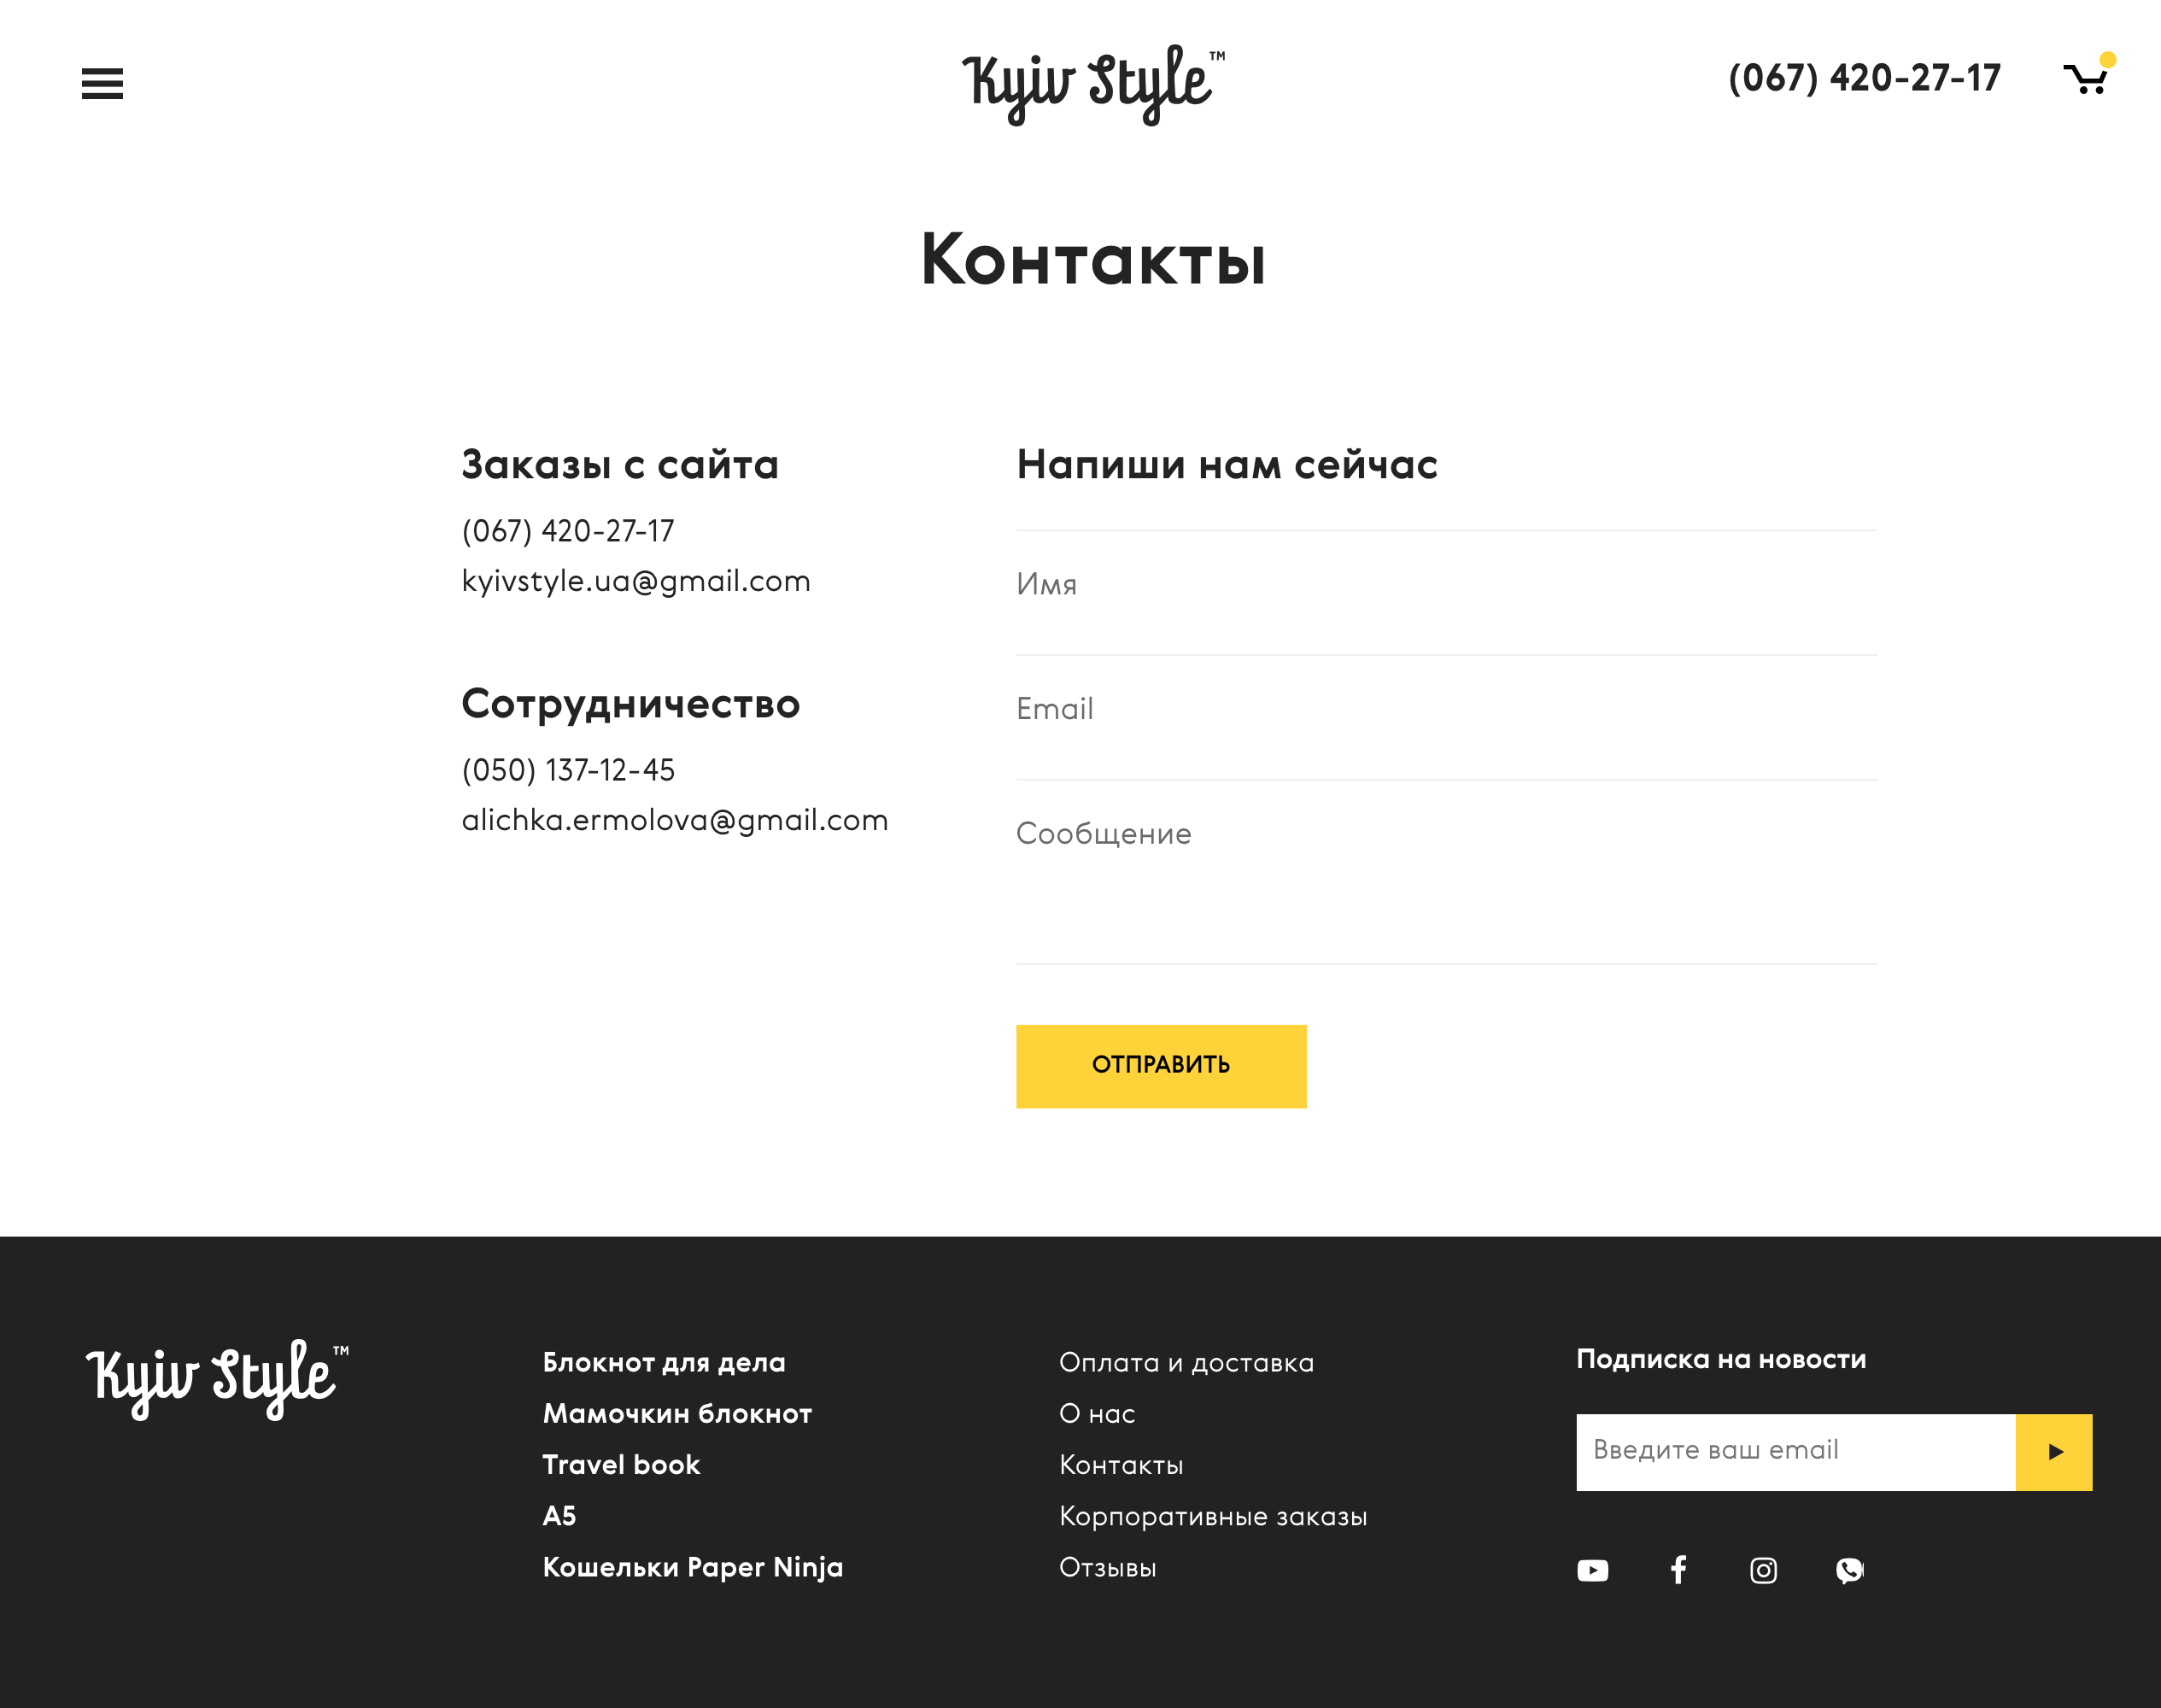 Kyiv Style™
(067) 420-27-17
Контакты
Заказы с сайта
(067) 420-27-17
kyivstyle.ua@gmail.com
Сотрудничество
(050) 137-12-45
alichka.ermolova@gmail.com
Напиши нам сейчас
Имя
Email
Сообщение
ОТПРАВИТЬ
Kyiv Style™
Блокнот для дела
Мамочкин блокнот
Travel book
А5
Кошельки Paper Ninja
Оплата и доставка
О нас
Контакты
Корпоративные заказы
Отзывы
Подписка на новости
Введите ваш email